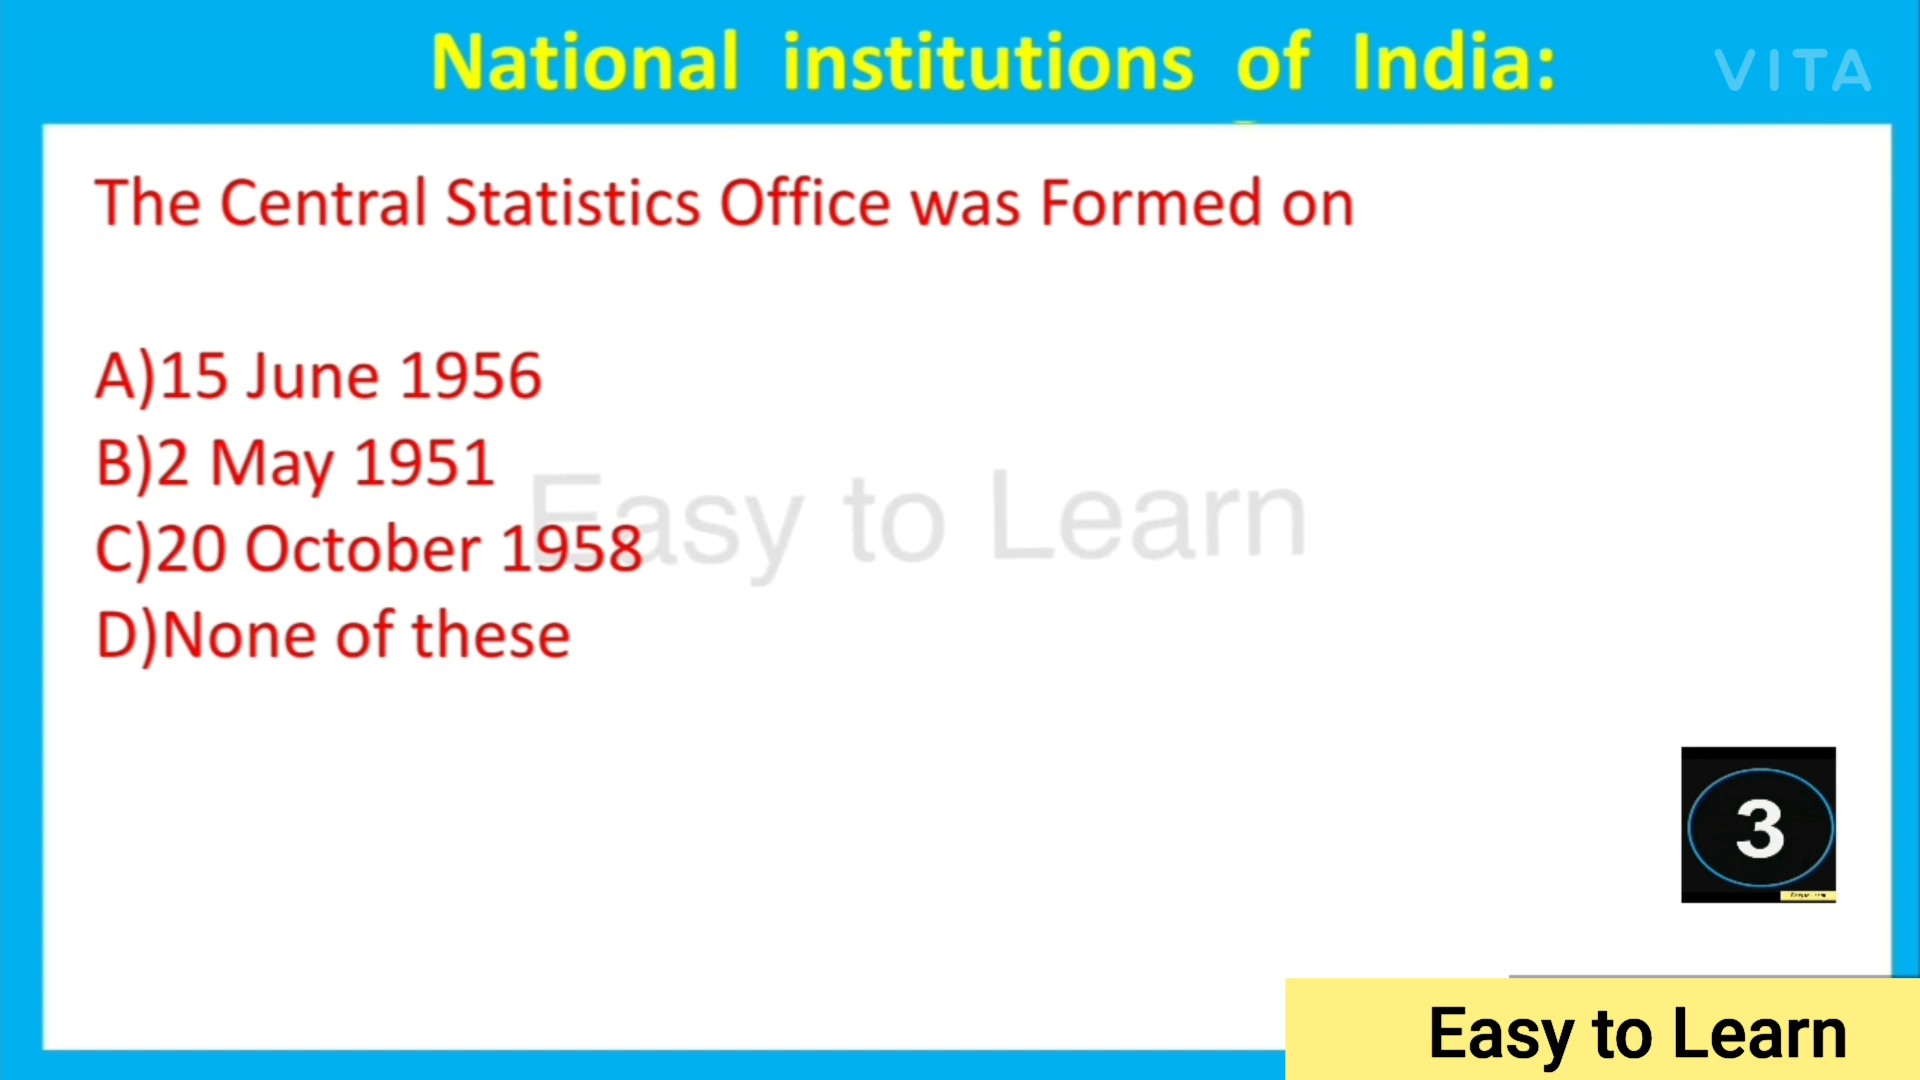 National institutions of India:
VITA
The Central Statistics Office was Formed on
A)15 June 1956
B)2 May 1951
C)20 October 1958
D)None of these
Easy to Learn
3
Easy to Learn